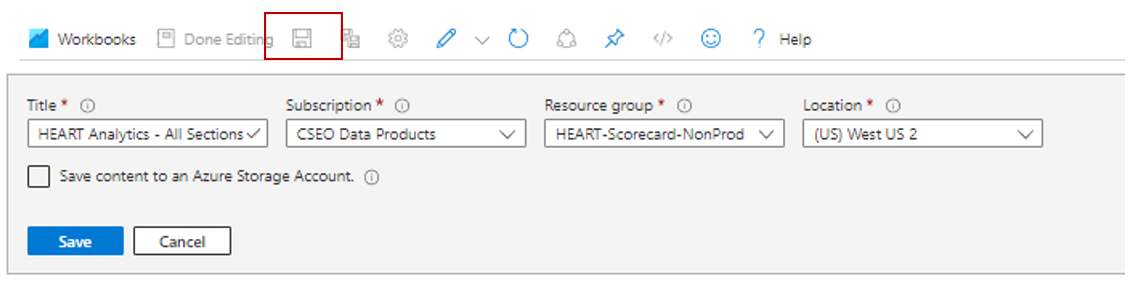 Workbooks Done Editing Help
Title * Subscription * Resource group * Location *
HEART Analytics - All Sections CSEO Data Products HEART-Scorecard-NonProd (US) West US 2
Save content to an Azure Storage Account.
Save Cancel